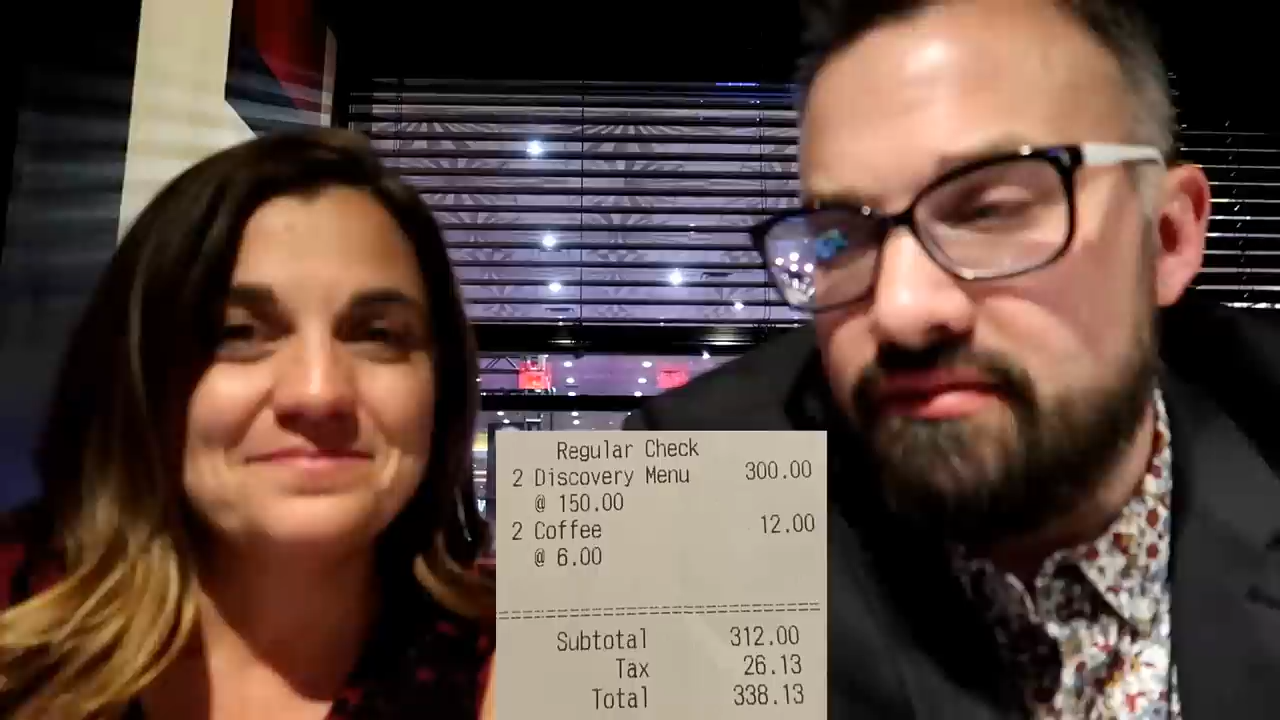 Regular Check
2 Discovery Menu 300.00
@ 150.00
2 Coffee 12.00
@ 6.00
Subtotal 312.00
Tax 26.13
Total 338.13